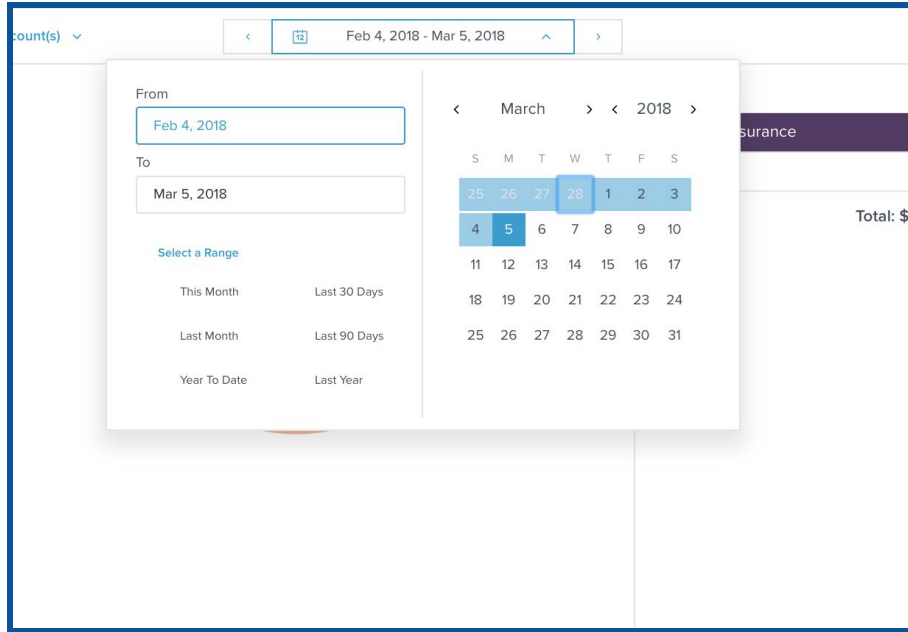 count(s)
12 Feb 4, 2018 - Mar 5, 2018
From
Feb 4, 2018
To
Mar 5, 2018
Select a Range
This Month Last 30 Days
Last Month Last 90 Days
Year To Date Last Year
March 2018
S M T W T F S
25 26 27 28 1 2 3
4 5 6 7 8 9 10
11 12 13 14 15 16 17
18 19 20 21 22 23 24
25 26 27 28 29 30 31
surance
Total: $